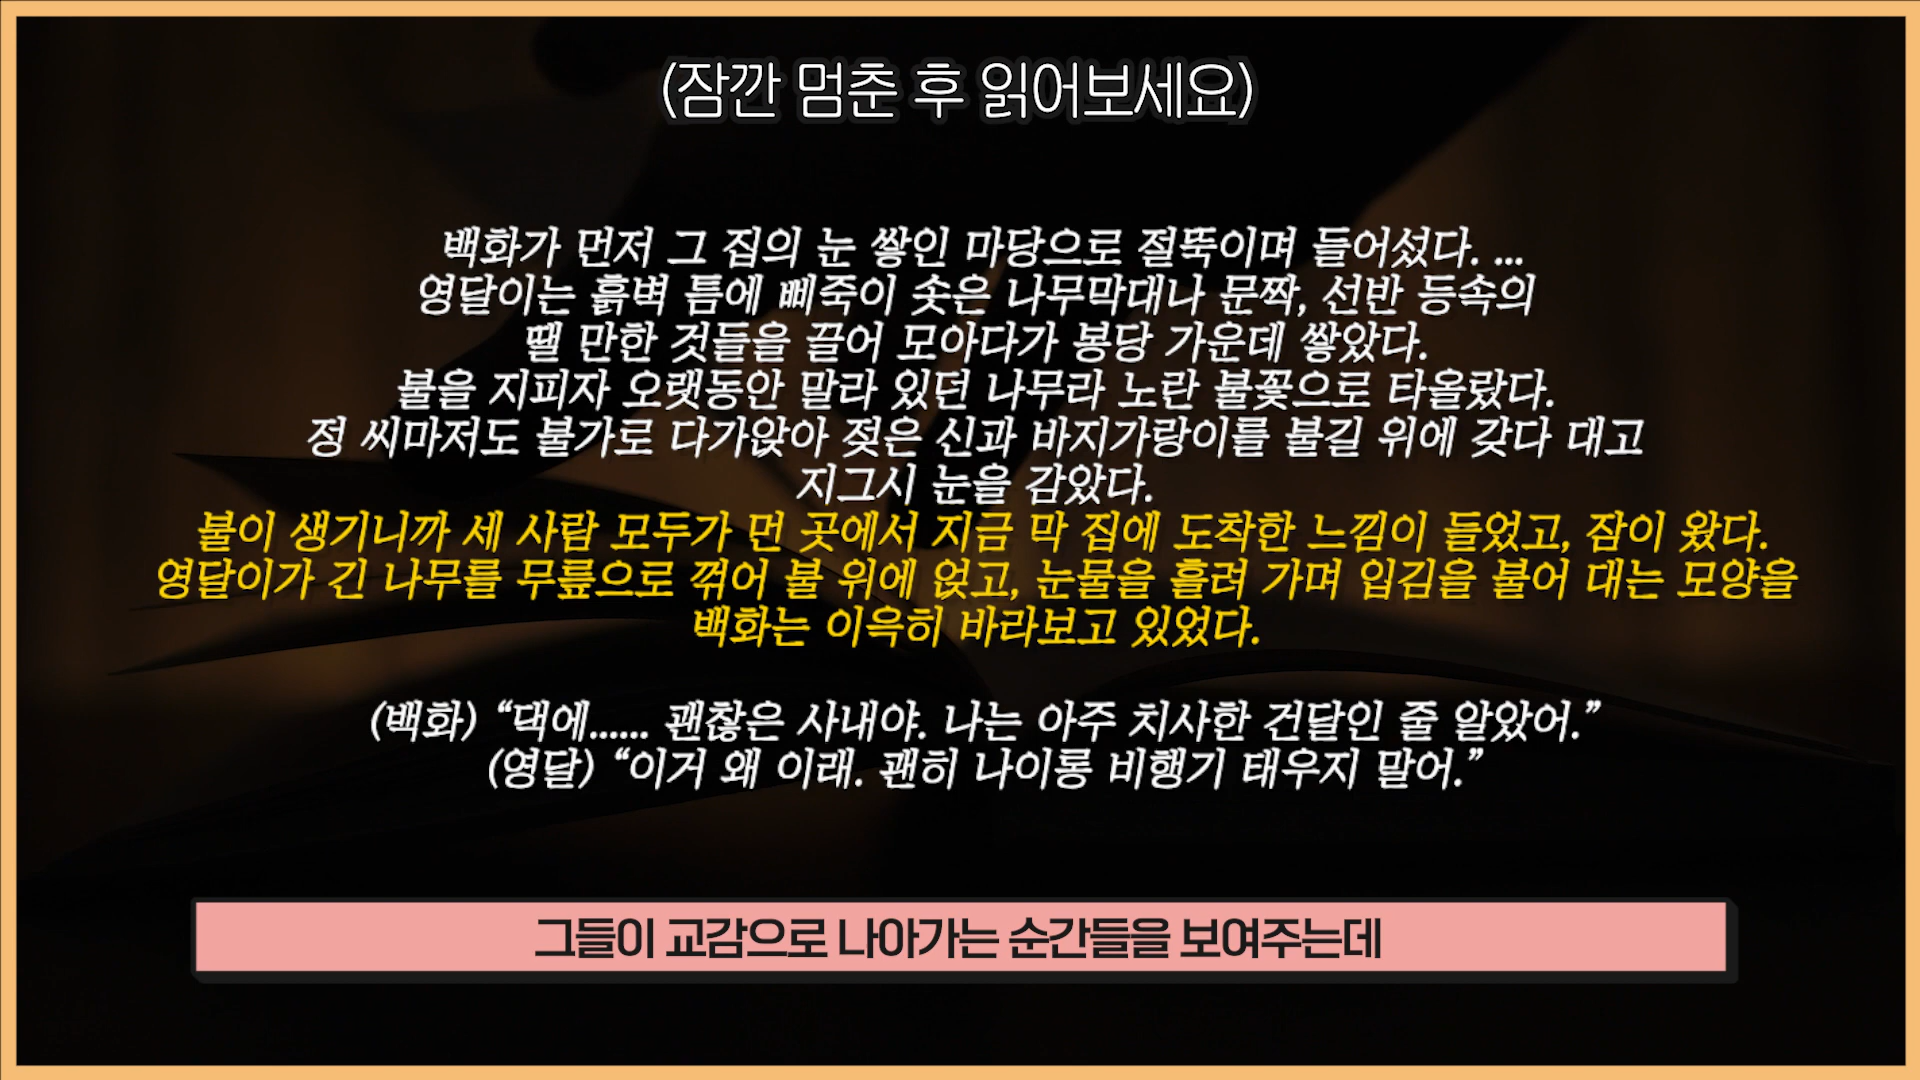 (잠깐 멈춘 후 읽어보세요)
백화가 먼저 그 집의 눈 쌓인 마당으로 절뚝이며 들어섰다. ...
영달이는 흙벽 틈에 삐죽이 솟은 나무막대나 문짝, 선반 등속의
땔 만한 것들을 끌어 모아다가 봉당 가운데 쌓았다.
불을 지피자 오랫동안 말라 있던 나무라 노란 불꽃으로 타올랐다.
정 씨마저도 불가로 다가앉아 젖은 신과 바지가랑이를 불길 위에 갖다 대고
지그시 눈을 감았다.
불이 생기니까 세 사람 모두가 먼 곳에서 지금 막 집에 도착한 느낌이 들었고, 잠이 왔다.
영달이가 긴 나무를 무릎으로 꺾어 불 위에 얹고, 눈물을 흘려 가며 입김을 불어 대는 모양을
백화는 이윽히 바라보고 있었다.
(백화) “댁에...... 괜찮은 사내야. 나는 아주 치사한 건달인 줄 알았어.”
(영달) “이거 왜 이래. 괜히 나이롱 비행기 태우지 말어.”
그들이 교감으로 나아가는 순간들을 보여주는데